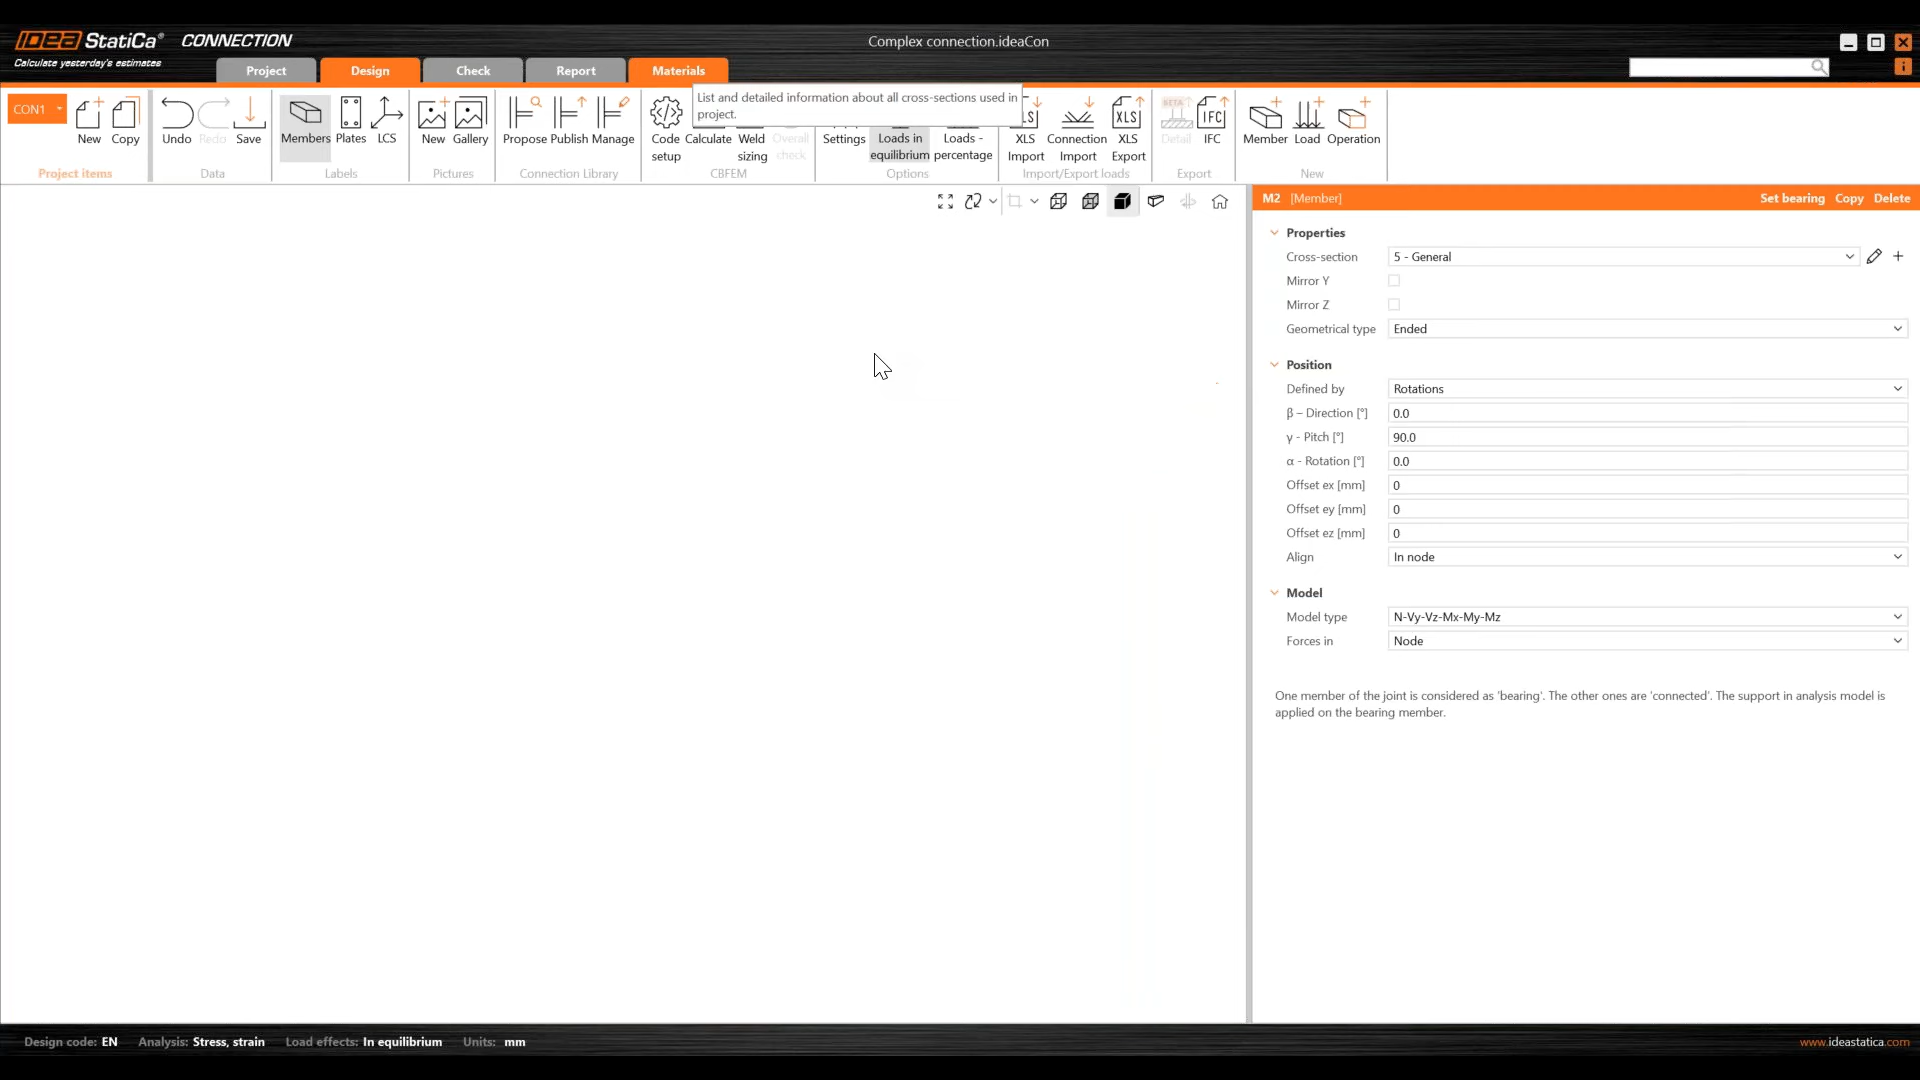 IDEA StatiCa® CONNECTION
Calculate yesterday's estimates
Complex connection.ideaCon
Project
Design
Check
Report
Materials
List and detailed information about all cross-sections used in
project.
CON1
New
Copy
Undo
Redo
Save
Members
Plates
LCS
New
Gallery
Propose
Publish
Manage
Code
setup
Calculate
Weld
sizing
Overall
check
Settings
Loads in
equilibrium
Loads -
percentage
XLS
Import
Connection
Import
XLS
XLS
Export
BETA
Detail
IFC
IFC
Member
Load
Operation
Project items
Data
Labels
Pictures
Connection Library
CBFEM
Options
Import/Export loads
Export
New
M2 [Member]
Set bearing Copy Delete
Properties
Cross-section 5 - General
Mirror Y
Mirror Z
Geometrical type Ended
Position
Defined by Rotations
β – Direction [°] 0.0
γ - Pitch [°] 90.0
α - Rotation [°] 0.0
Offset ex [mm] 0
Offset ey [mm] 0
Offset ez [mm] 0
Align In node
Model
Model type N-Vy-Vz-Mx-My-Mz
Forces in Node
One member of the joint is considered as 'bearing'. The other ones are 'connected'. The support in analysis model is
applied on the bearing member.
Design code: EN Analysis: Stress, strain Load effects: In equilibrium Units: mm
www.ideastatica.com